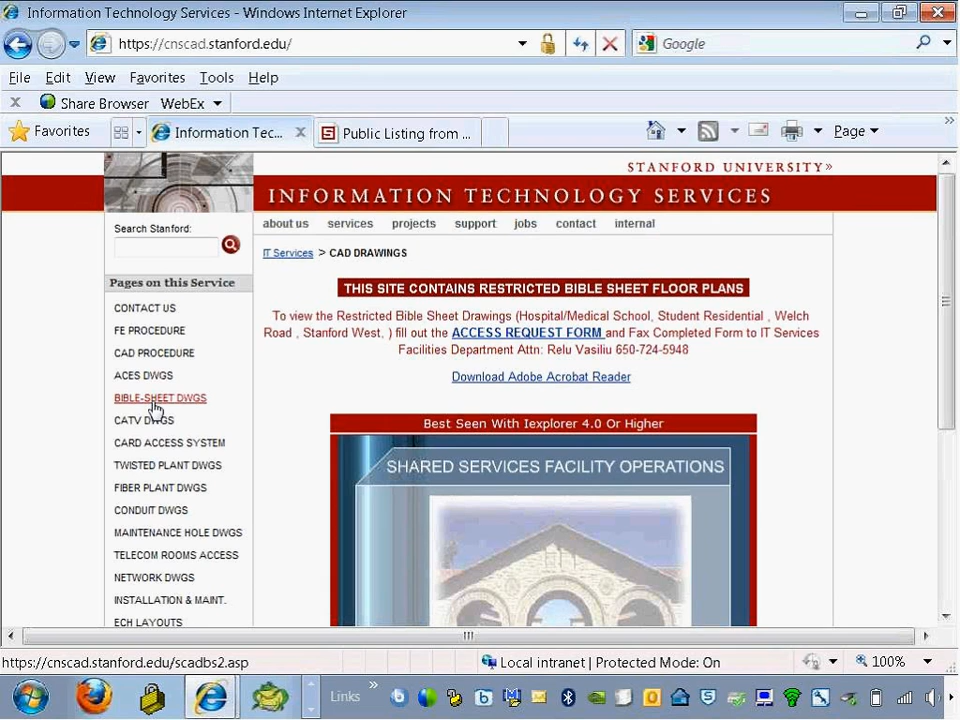 Information Technology Services - Windows Internet Explorer
https://cnscad.stanford.edu/
Google
File Edit View Favorites Tools Help
x Share Browser WebEx
Favorites
Information Tec... x
Public Listing from ...
Page
STANFORD UNIVERSITY»
INFORMATION TECHNOLOGY SERVICES
Search Stanford:
about us services projects support jobs contact internal
IT Services > CAD DRAWINGS
Pages on this Service
CONTACT US
FE PROCEDURE
CAD PROCEDURE
ACES DWGS
BIBLE-SHEET DWGS
CATV DWGS
CARD ACCESS SYSTEM
TWISTED PLANT DWGS
FIBER PLANT DWGS
CONDUIT DWGS
MAINTENANCE HOLE DWGS
TELECOM ROOMS ACCESS
NETWORK DWGS
INSTALLATION & MAINT.
ECH LAYOUTS
THIS SITE CONTAINS RESTRICTED BIBLE SHEET FLOOR PLANS
To view the Restricted Bible Sheet Drawings (Hospital/Medical School, Student Residential , Welch
Road , Stanford West, ) fill out the ACCESS REQUEST FORM and Fax Completed Form to IT Services
Facilities Department Attn: Relu Vasiliu 650-724-5948
Download Adobe Acrobat Reader
Best Seen With Iexplorer 4.0 Or Higher
SHARED SERVICES FACILITY OPERATIONS
https://cnscad.stanford.edu/scadbs2.asp
Local intranet | Protected Mode: On
100%
Links